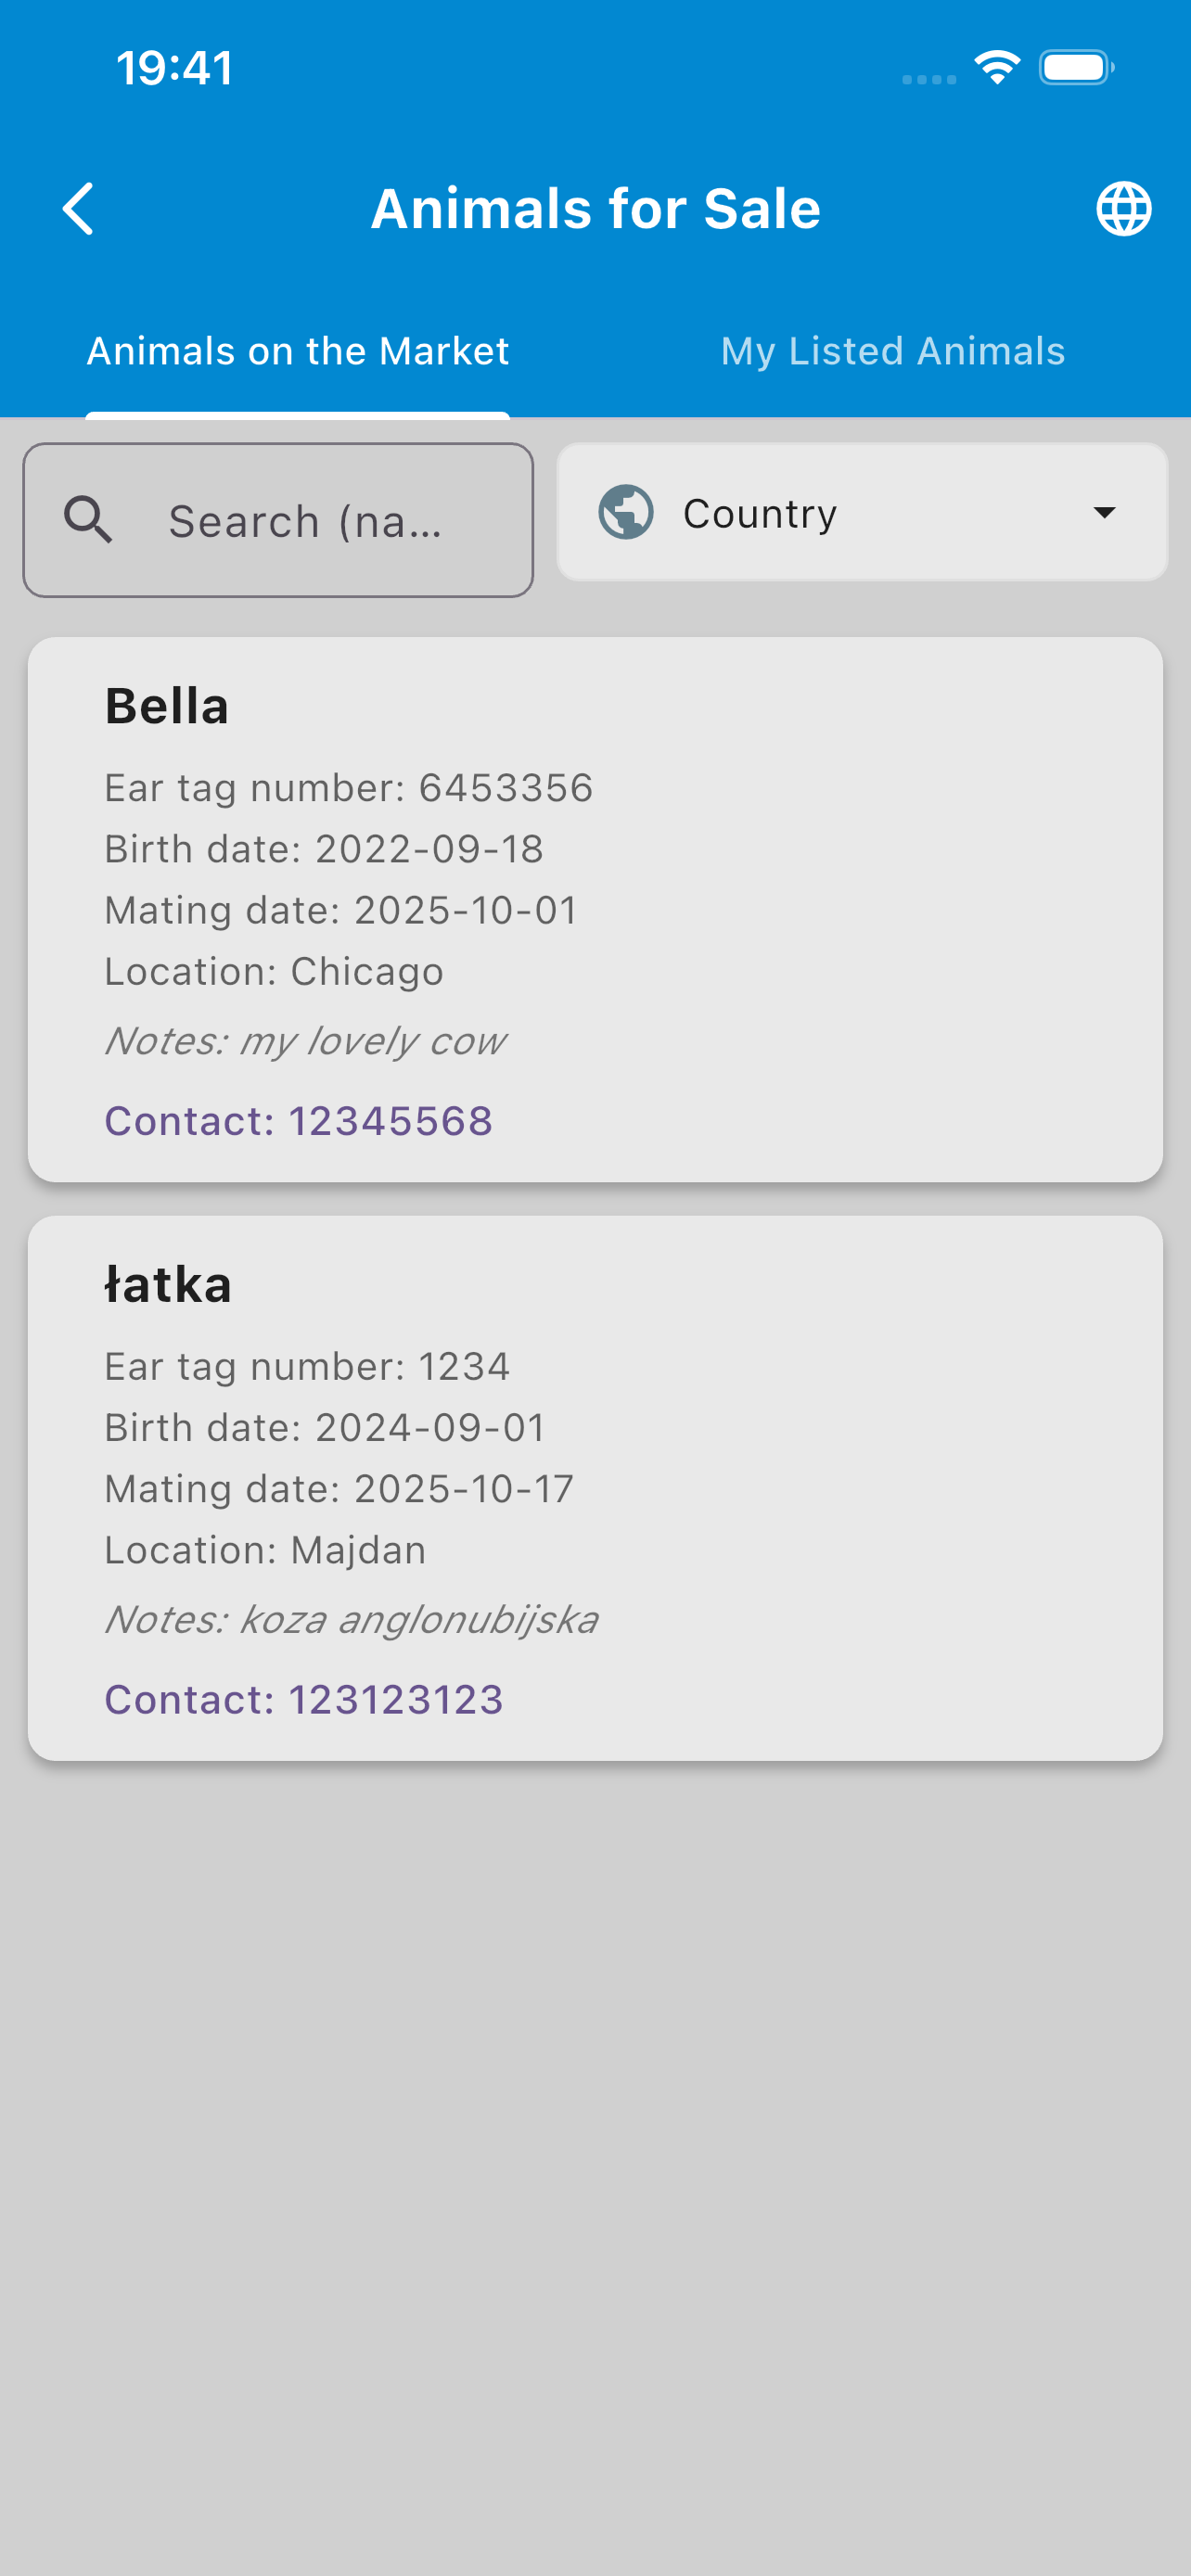 19:41
Animals for Sale
Animals on the Market
My Listed Animals
Search (na...
Country
Bella
Ear tag number: 6453356
Birth date: 2022-09-18
Mating date: 2025-10-01
Location: Chicago
Notes: my lovely cow
Contact: 12345568
łatka
Ear tag number: 1234
Birth date: 2024-09-01
Mating date: 2025-10-17
Location: Majdan
Notes: koza anglonubijska
Contact: 123123123